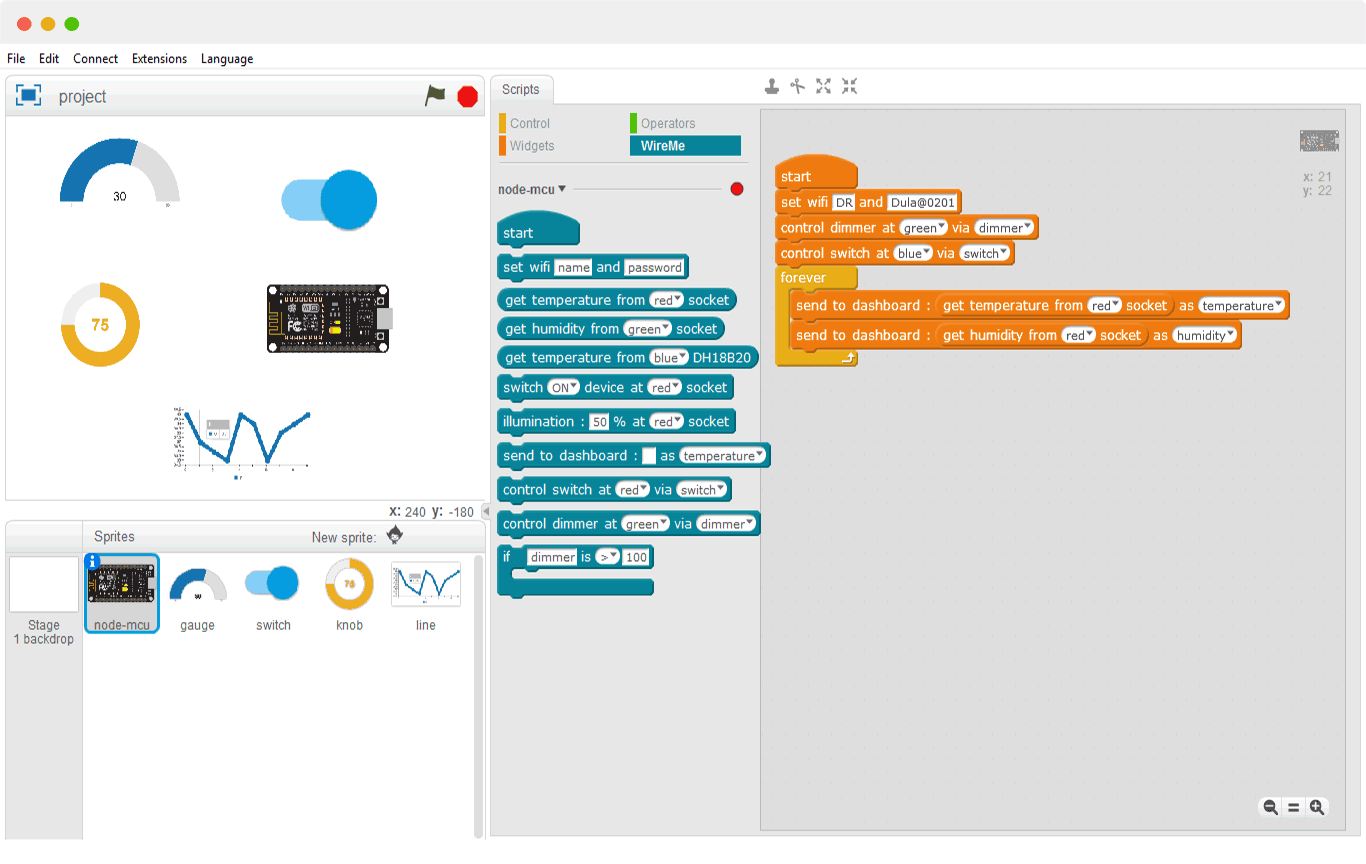 File Edit Connect Extensions Language
project
30
75
x: 240 y: -180
Sprites New sprite:
Stage
1 backdrop
node-mcu gauge switch knob line
75
Scripts
Control Operators
Widgets WireMe
node-mcu
start
set wifi name and password
get temperature from red socket
get humidity from green socket
get temperature from blue DH18B20
switch ON device at red socket
illumination : 50 % at red socket
send to dashboard : as temperature
control switch at red via switch
control dimmer at green via dimmer
if dimmer is > 100
start
set wifi DR and Dula@0201
control dimmer at green via dimmer
control switch at blue via switch
forever
send to dashboard : get temperature from red socket as temperature
send to dashboard : get humidity from red socket as humidity
x: 21
y: 22